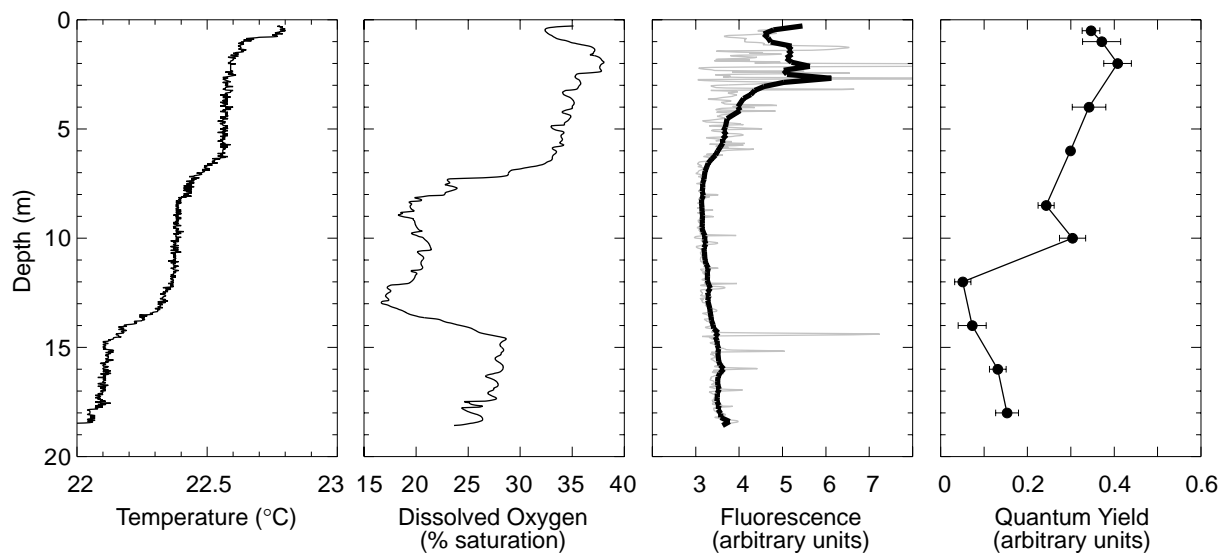 0
5
10
15
20
Depth (m)
22
22.5
23
Temperature (°C)
15
20
25
30
35
40
Dissolved Oxygen
(% saturation)
3
4
5
6
7
Fluorescence
(arbitrary units)
0
0.2
0.4
0.6
Quantum Yield
(arbitrary units)